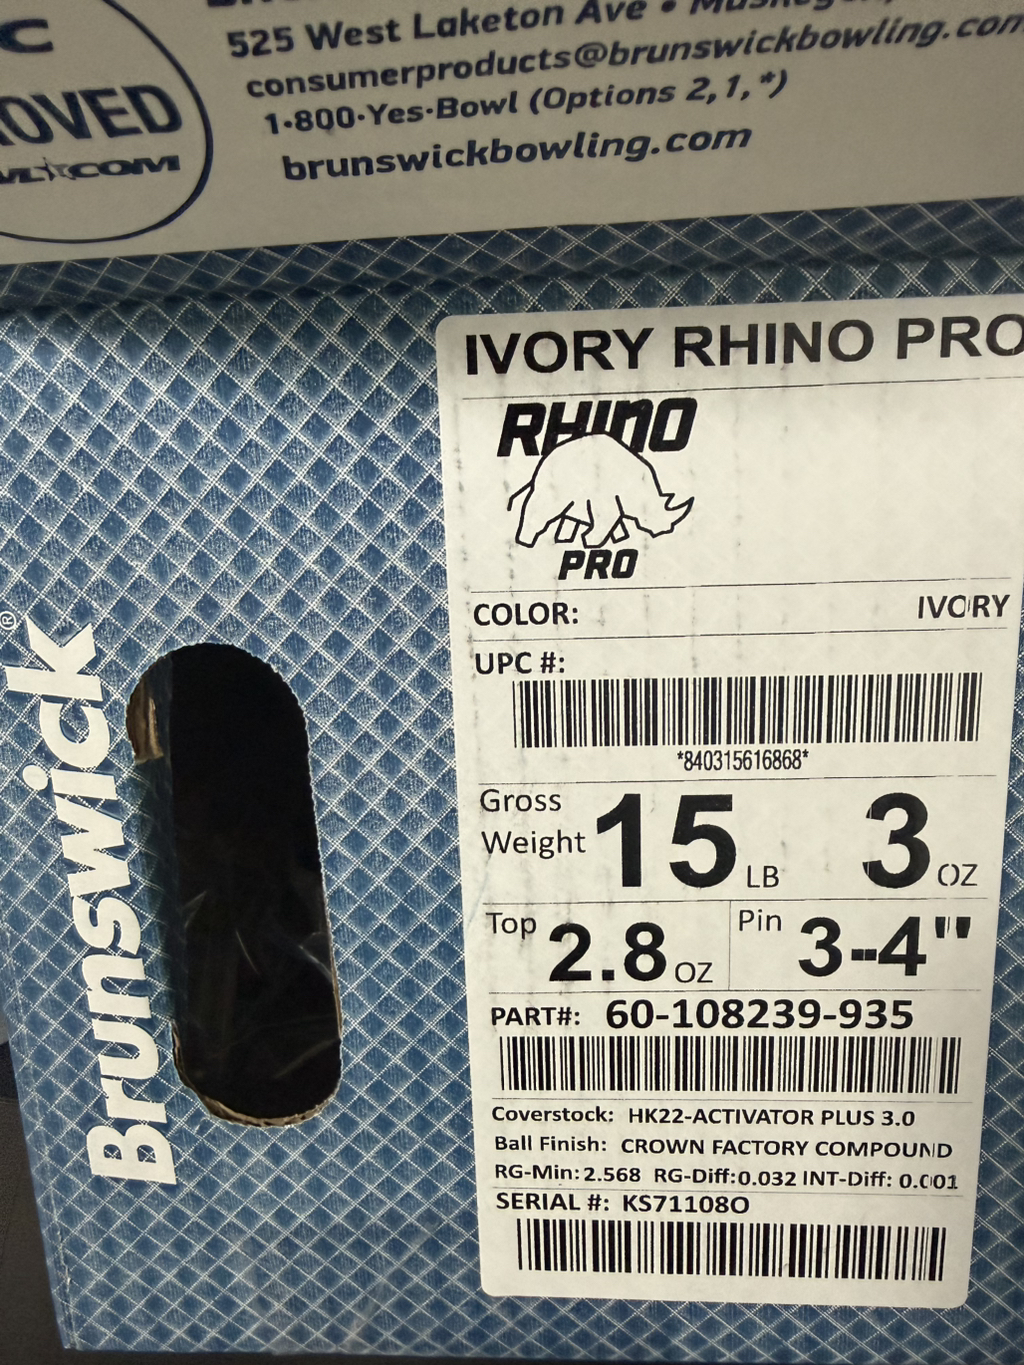 C
OVED
525 West Laketon Ave •
consumerproducts@brunswickbowling.com
1-800-Yes-Bowl (Options 2,1,*)
brunswickbowling.com
IVORY RHINO PRO
RHINO
PRO
COLOR: IVORY
UPC #:
*840315616868*
Gross Weight 15 LB 3 OZ
Top 2.8 OZ Pin 3-4"
PART#: 60-108239-935
Coverstock: HK22-ACTIVATOR PLUS 3.0
Ball Finish: CROWN FACTORY COMPOUND
RG-Min: 2.568 RG-Diff: 0.032 INT-Diff: 0.001
SERIAL #: KS71108O
Brunswick®